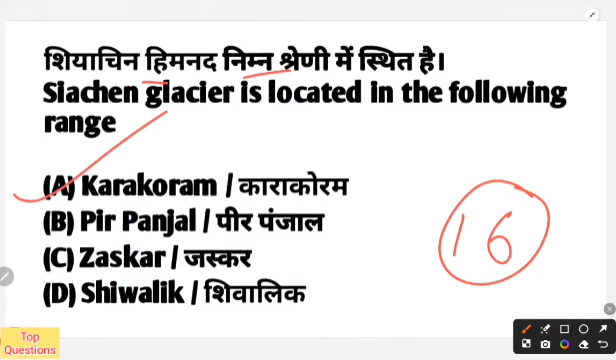 शियाचिन हिमनद निम्न श्रेणी में स्थित है।
Siachen glacier is located in the following
range
(A) Karakoram / काराकोरम
(B) Pir Panjal / पीर पंजाल
(C) Zaskar / जस्कर
(D) Shiwalik / शिवालिक
16
Top
Questions